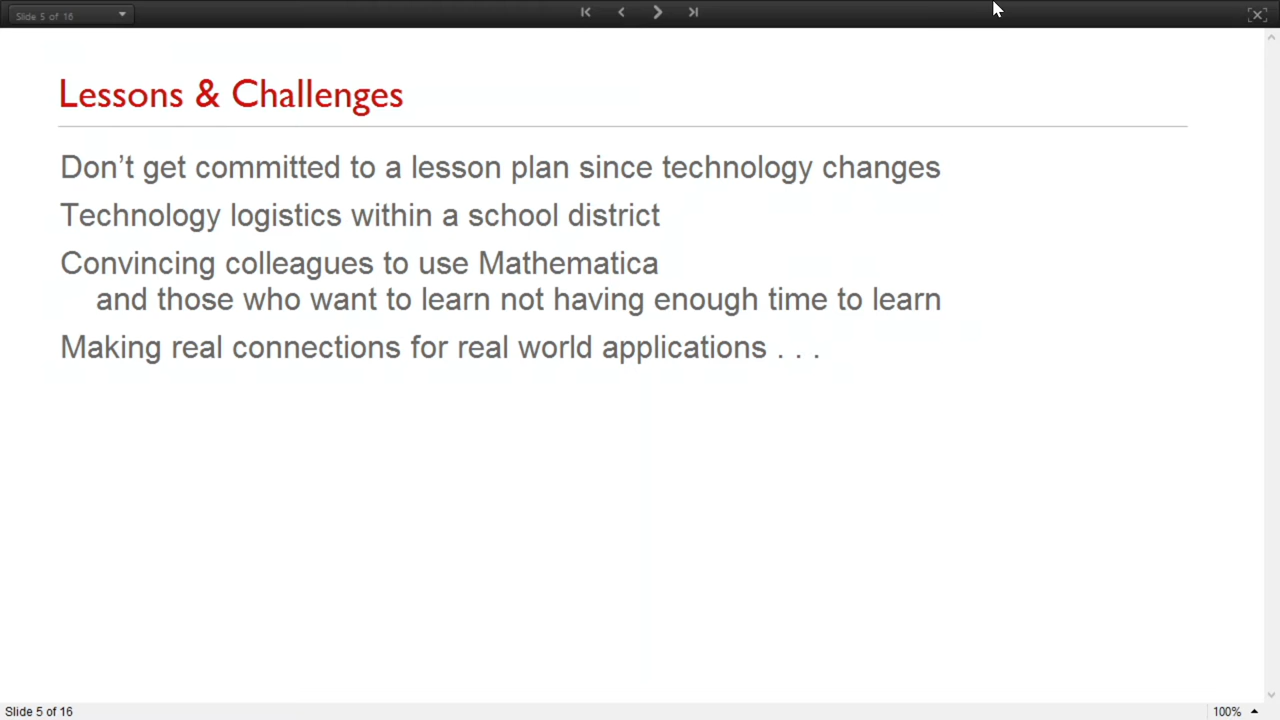 Slide 5 of 16
Lessons & Challenges
Don’t get committed to a lesson plan since technology changes
Technology logistics within a school district
Convincing colleagues to use Mathematica
and those who want to learn not having enough time to learn
Making real connections for real world applications . . .
Slide 5 of 16
100%